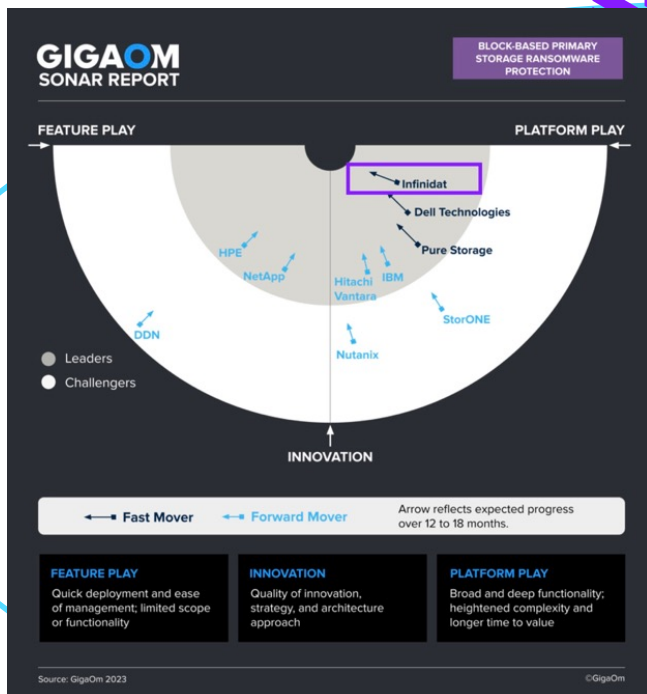 GIGAOM
SONAR REPORT
BLOCK-BASED PRIMARY
STORAGE RANSOMWARE
PROTECTION
FEATURE PLAY
PLATFORM PLAY
Infinidat
Dell Technologies
HPE
Pure Storage
NetApp
Hitachi
Vantara
IBM
StorONE
DDN
Nutanix
Leaders
Challengers
INNOVATION
Fast Mover
Forward Mover
Arrow reflects expected progress
over 12 to 18 months.
FEATURE PLAY
Quick deployment and ease
of management; limited scope
or functionality
INNOVATION
Quality of innovation,
strategy, and architecture
approach
PLATFORM PLAY
Broad and deep functionality;
heightened complexity and
longer time to value
Source: GigaOm 2023
©GigaOm